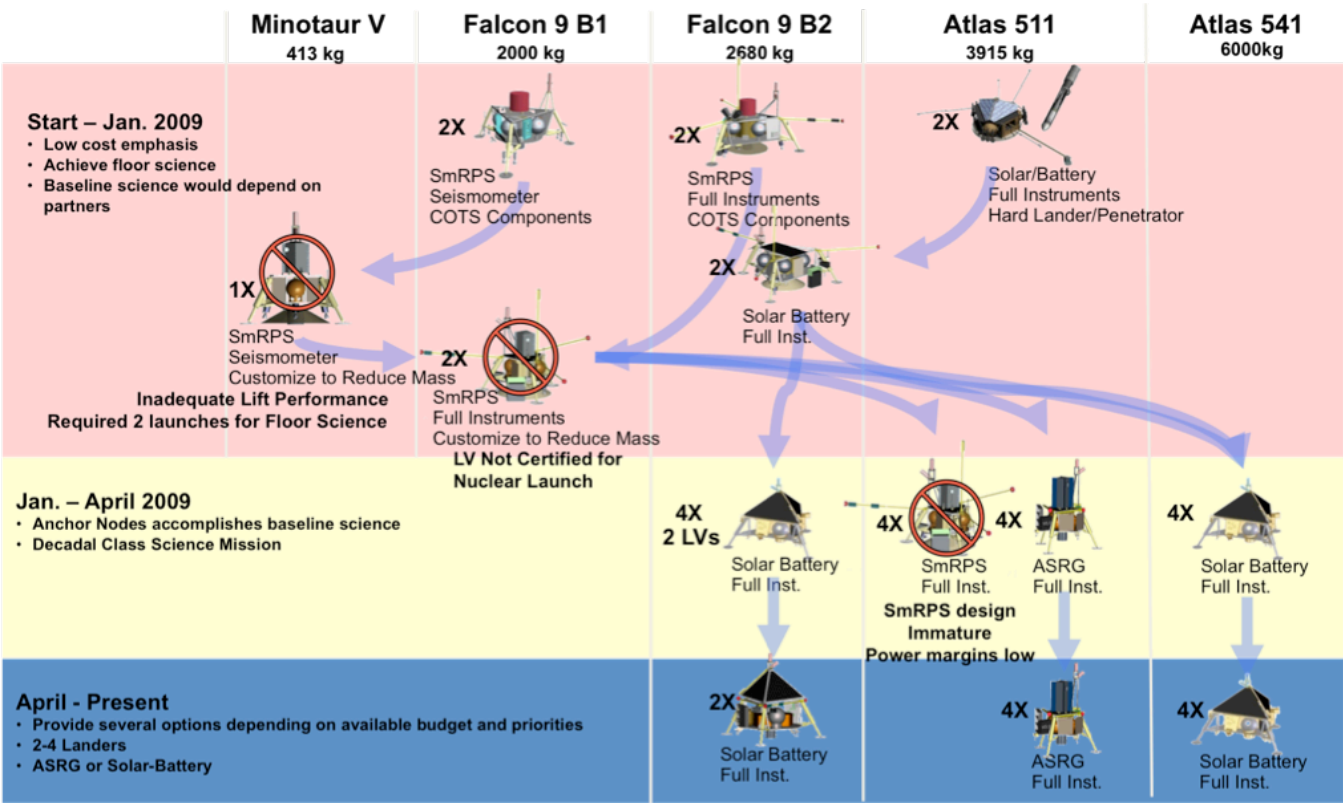 Minotaur V
413 kg
Falcon 9 B1
2000 kg
Falcon 9 B2
2680 kg
Atlas 511
3915 kg
Atlas 541
6000kg
Start – Jan. 2009
• Low cost emphasis
• Achieve floor science
• Baseline science would depend on
partners
2X
SmRPS
Seismometer
COTS Components
2X
SmRPS
Full Instruments
COTS Components
2X
Solar/Battery
Full Instruments
Hard Lander/Penetrator
1X
SmRPS
Seismometer
Customize to Reduce Mass
Inadequate Lift Performance
Required 2 launches for Floor Science
2X
SmRPS
Full Instruments
Customize to Reduce Mass
LV Not Certified for
Nuclear Launch
2X
Solar Battery
Full Inst.
Jan. – April 2009
• Anchor Nodes accomplishes baseline science
• Decadal Class Science Mission
4X
2 LVs
Solar Battery
Full Inst.
4X
SmRPS
Full Inst.
SmRPS design
Immature
Power margins low
4X
ASRG
Full Inst.
4X
Solar Battery
Full Inst.
April - Present
• Provide several options depending on available budget and priorities
• 2-4 Landers
• ASRG or Solar-Battery
2X
Solar Battery
Full Inst.
4X
ASRG
Full Inst.
4X
Solar Battery
Full Inst.